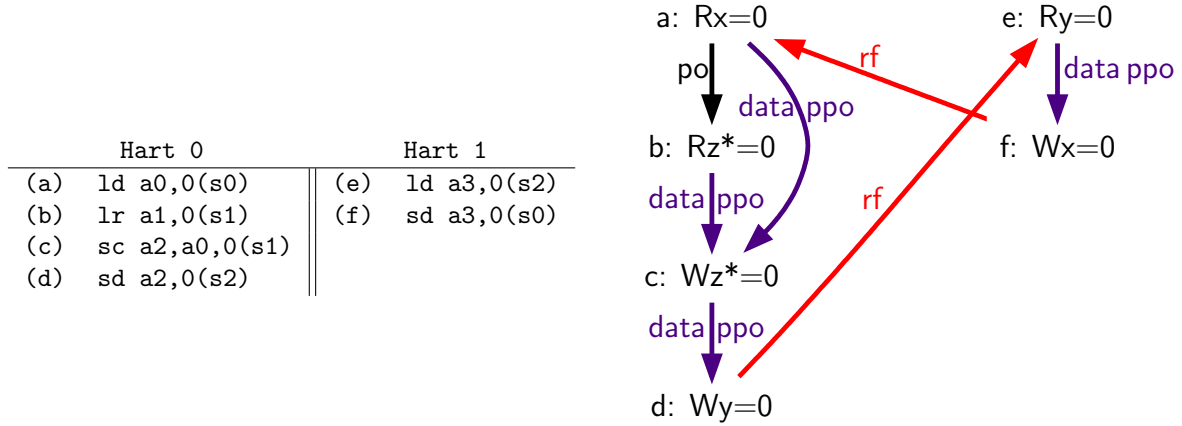 Hart 0 Hart 1
(a) ld a0,0(s0) (e) ld a3,0(s2)
(b) lr a1,0(s1) (f) sd a3,0(s0)
(c) sc a2,a0,0(s1)
(d) sd a2,0(s2)
a: Rx=0 e: Ry=0
po rf data ppo
data ppo
b: Rz*=0 f: Wx=0
data ppo rf
c: Wz*=0
data ppo
d: Wy=0